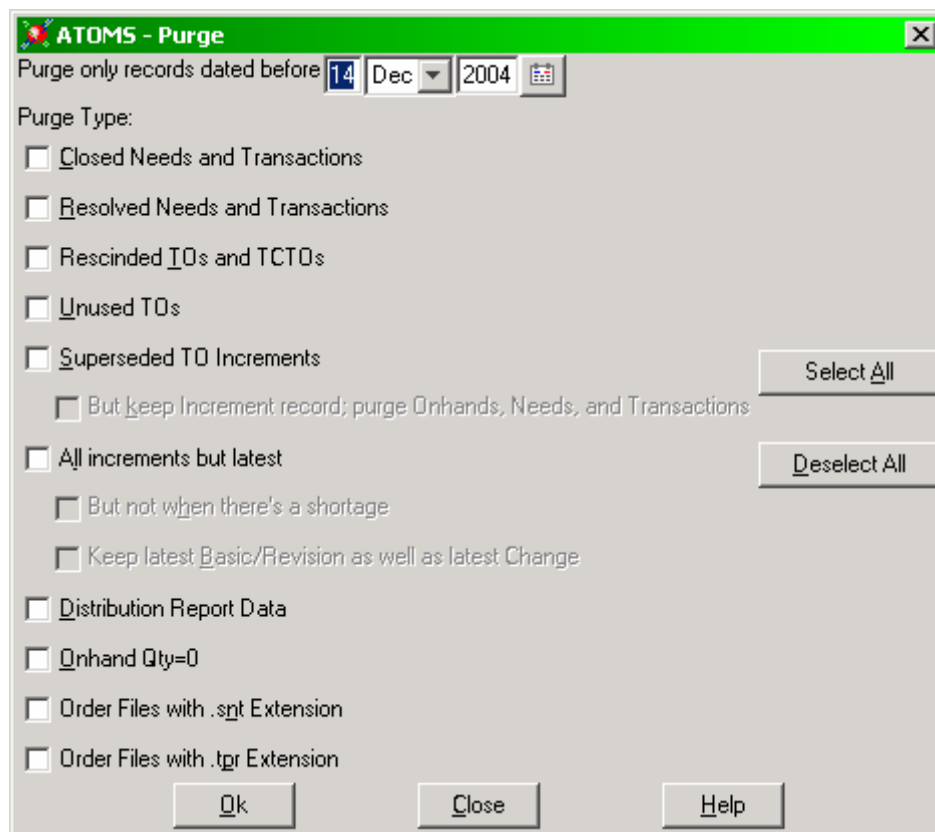 ATOMS - Purge
Purge only records dated before 14 Dec 2004
Purge Type:
Closed Needs and Transactions
Resolved Needs and Transactions
Rescinded TOs and TCTOs
Unused TOs
Superseded TO Increments
Select All
But keep Increment record; purge Onhands, Needs, and Transactions
All increments but latest
Deselect All
But not when there's a shortage
Keep latest Basic/Revision as well as latest Change
Distribution Report Data
Onhand Qty=0
Order Files with .snt Extension
Order Files with .tpr Extension
Ok Close Help